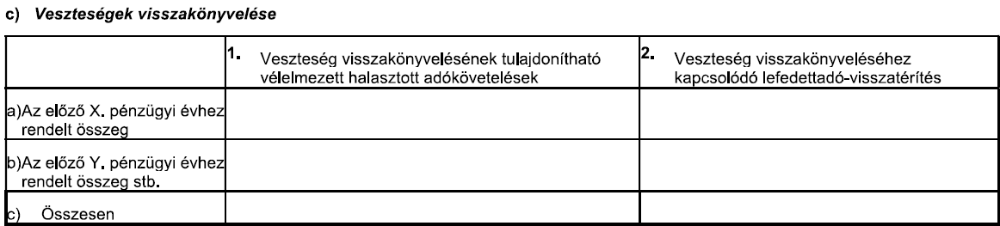 c) Veszteségek visszakönyvelése
1. Veszteség visszakönyvelésének tulajdonítható
vélelmezett halasztott adókövetelések
2. Veszteség visszakönyveléséhez
kapcsolódó lefedettadó-visszatérítés
a)Az előző X. pénzügyi évhez
rendelt összeg
b)Az előző Y. pénzügyi évhez
rendelt összeg stb.
c) Összesen